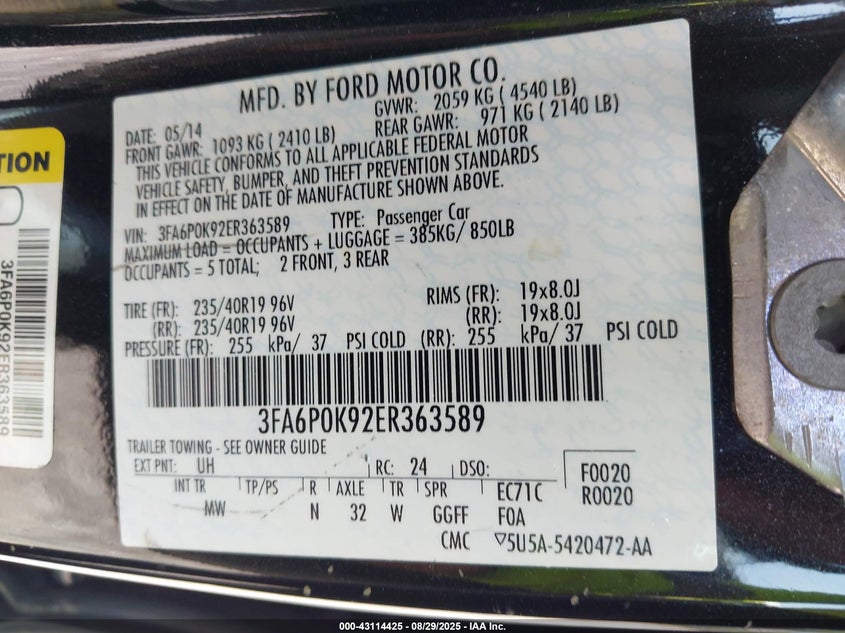 TION
3FA6P0K92ER363589
MFD. BY FORD MOTOR CO.
DATE: 05/14 GVWR: 2059 KG ( 4540 LB)
FRONT GAWR: 1093 KG ( 2410 LB) REAR GAWR: 971 KG ( 2140 LB)
THIS VEHICLE CONFORMS TO ALL APPLICABLE FEDERAL MOTOR
VEHICLE SAFETY, BUMPER, AND THEFT PREVENTION STANDARDS
IN EFFECT ON THE DATE OF MANUFACTURE SHOWN ABOVE.
VIN: 3FA6P0K92ER363589 TYPE: Passenger Car
MAXIMUM LOAD = OCCUPANTS + LUGGAGE = 385KG/ 850LB
OCCUPANTS = 5 TOTAL; 2 FRONT, 3 REAR
TIRE (FR): 235/40R19 96V RIMS (FR): 19x8.0J
(RR): 235/40R19 96V (RR): 19x8.0J
PRESSURE (FR): 255 kPa/ 37 PSI COLD (RR): 255 kPa/ 37 PSI COLD
3FA6P0K92ER363589
TRAILER TOWING - SEE OWNER GUIDE
EXT PNT: UH RC: 24 DSO: F0020
INT TR TP/PS R AXLE TR SPR EC71C R0020
MW N 32 W GGFF F0A
CMC ▽5U5A-5420472-AA
000-43114425 - 08/29/2025 - IAA Inc.